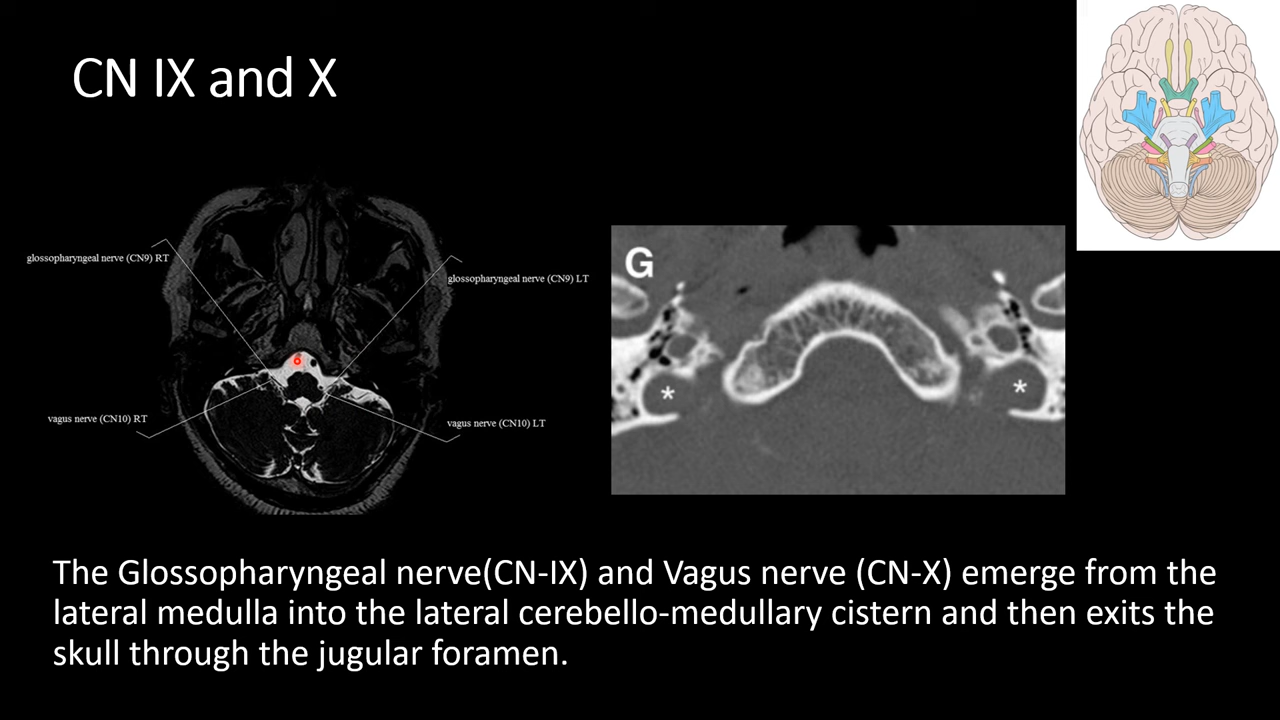 CN IX and X
glossopharyngeal nerve (CN9) RT
glossopharyngeal nerve (CN9) LT
vagus nerve (CN10) RT
vagus nerve (CN10) LT
G
*
*
The Glossopharyngeal nerve(CN-IX) and Vagus nerve (CN-X) emerge from the
lateral medulla into the lateral cerebello-medullary cistern and then exits the
skull through the jugular foramen.